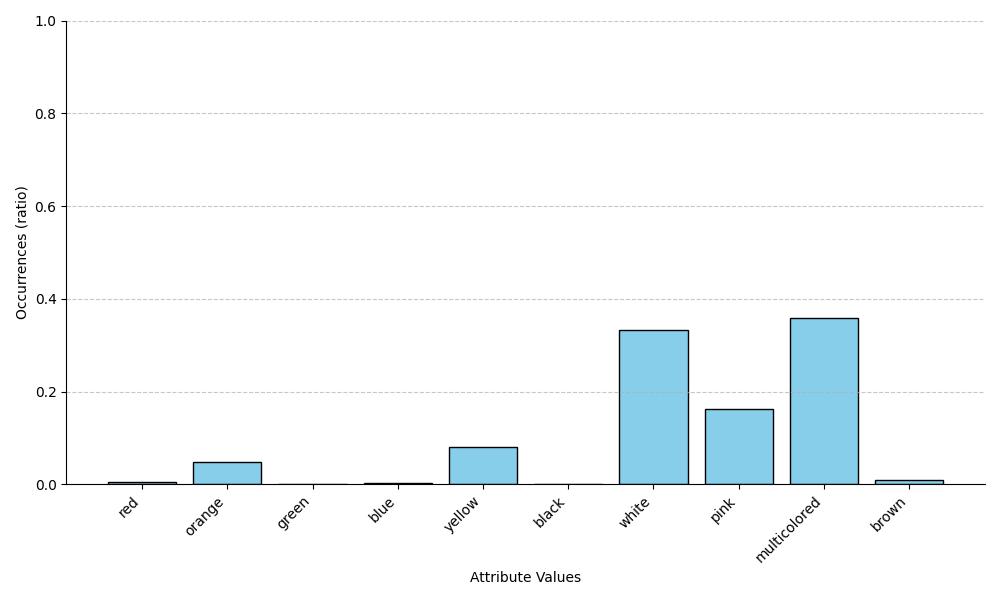 1.0
0.8
0.6
0.4
0.2
0.0
Occurrences (ratio)
red
orange
green
blue
yellow
black
white
pink
multicolored
brown
Attribute Values